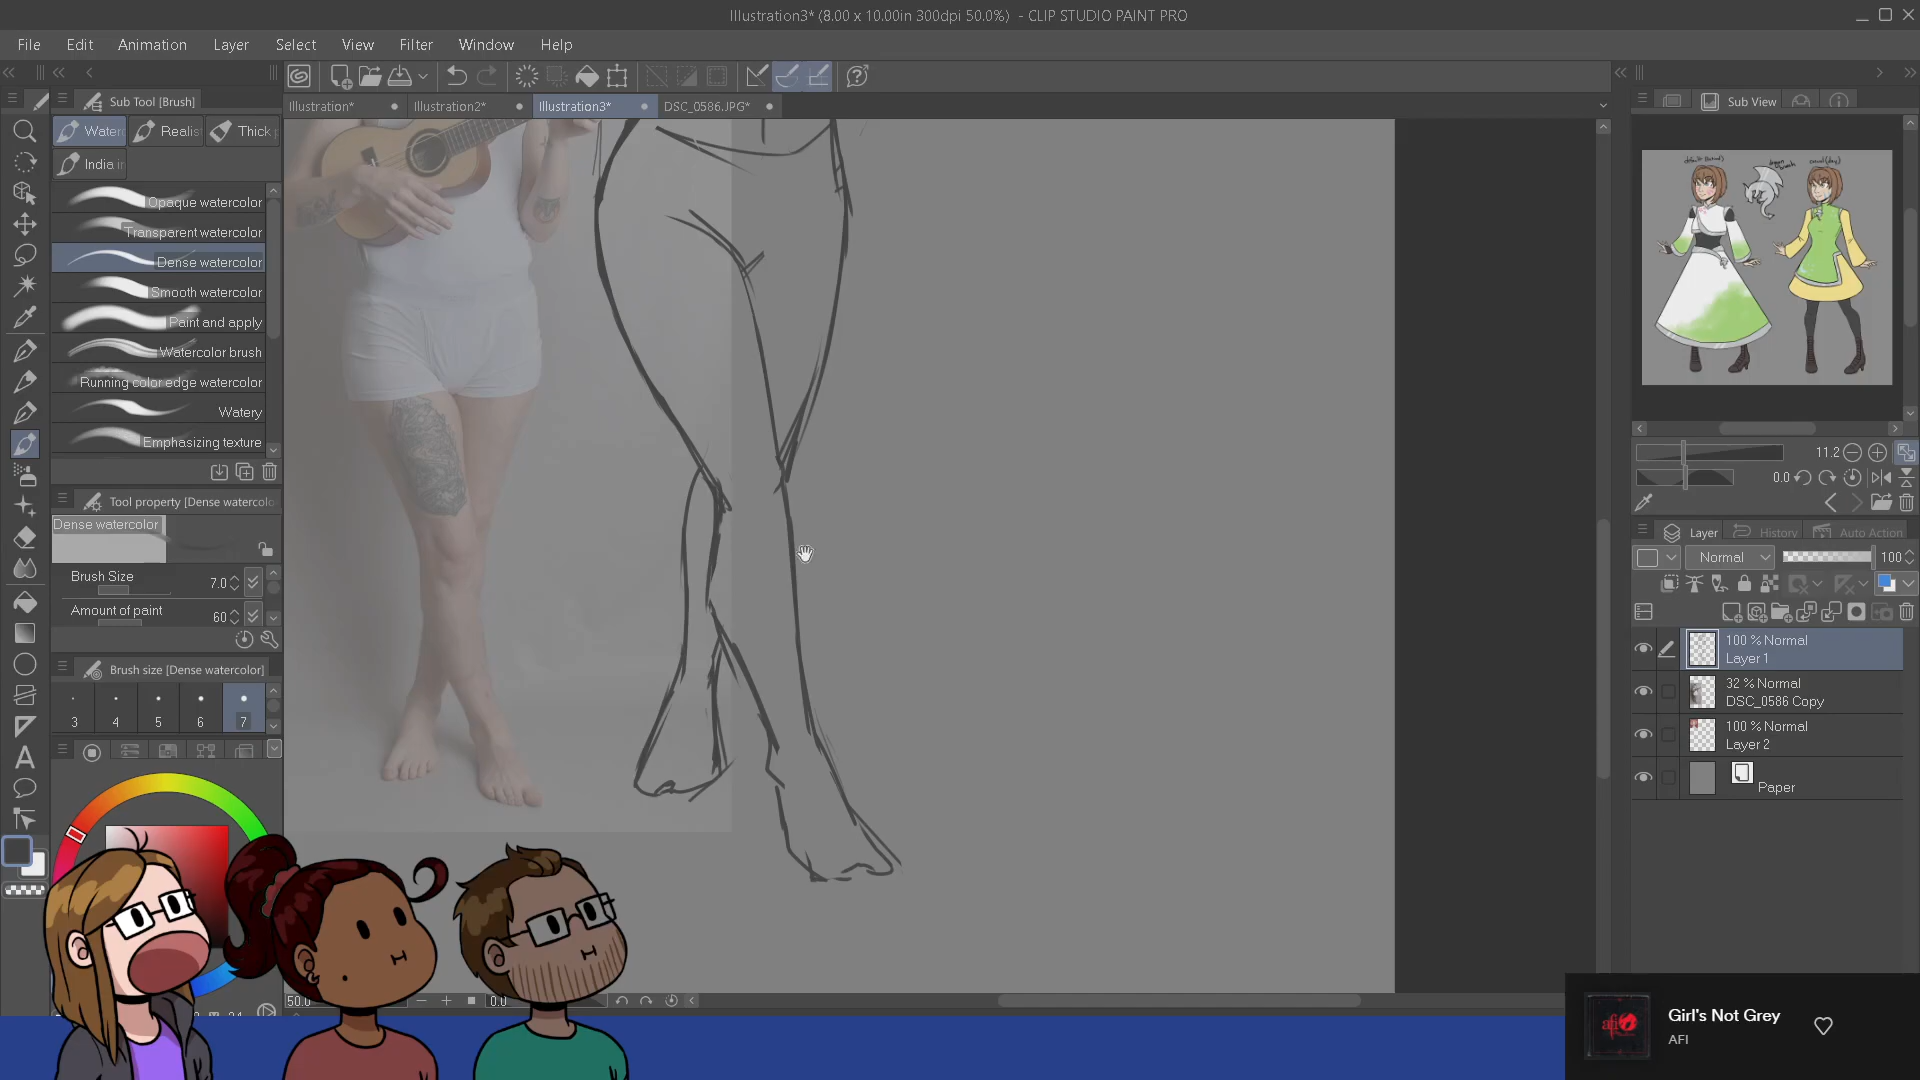 Illustration3* (8.00 x 10.00in 300dpi 50.0%) - CLIP STUDIO PAINT PRO
File Edit Animation Layer Select View Filter Window Help
Sub Tool [Brush]
Illustration* Illustration2* Illustration3* DSC_0586.JPG*
Sub View
Water Realis Thick
India in
Opaque watercolor
Transparent watercolor
Dense watercolor
Smooth watercolor
Paint and apply
Watercolor brush
Running color edge watercolor
Watery
Emphasizing texture
Tool property [Dense watercolo
Dense watercolor
Brush Size 7.0
Amount of paint 60
Brush size [Dense watercolor]
3 4 5 6 7
11.2
0.0
Layer History Auto Action
Normal 100
100 % Normal
Layer 1
32 % Normal
DSC_0586 Copy
100 % Normal
Layer 2
Paper
50.0 0.0
afi
Girl's Not Grey
AFI